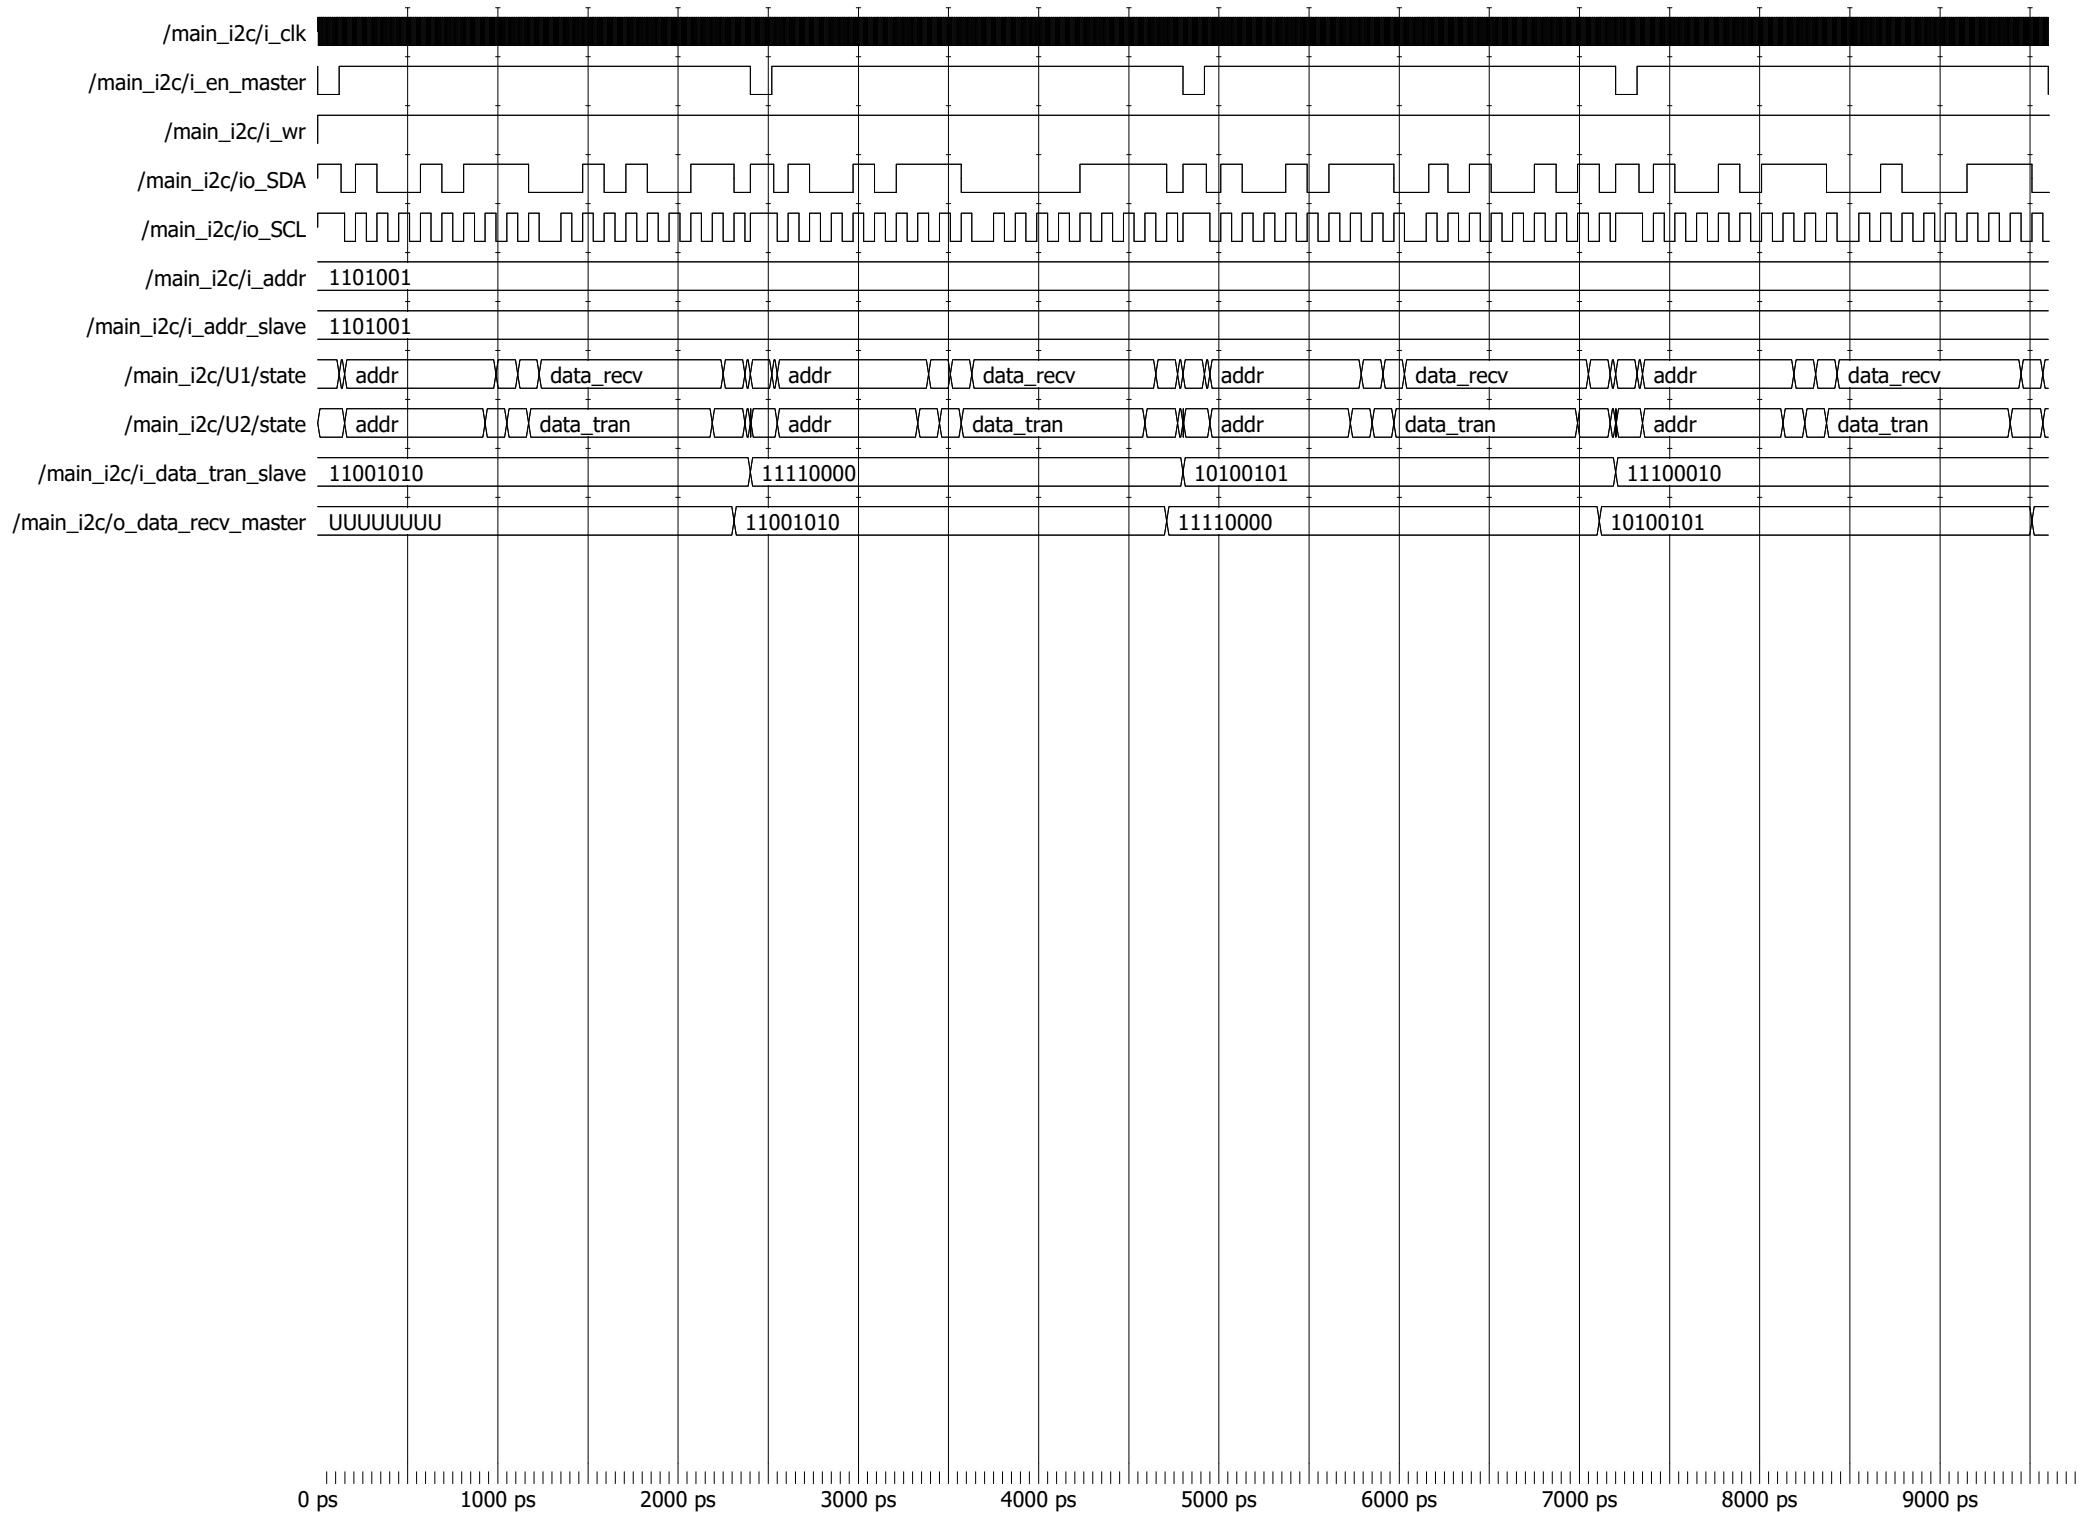 /main_i2c/i_clk
/main_i2c/i_en_master
/main_i2c/i_wr
/main_i2c/io_SDA
/main_i2c/io_SCL
/main_i2c/i_addr 1101001
/main_i2c/i_addr_slave 1101001
/main_i2c/U1/state addr data_recv addr data_recv addr data_recv addr data_recv
/main_i2c/U2/state addr data_tran addr data_tran addr data_tran addr data_tran
/main_i2c/i_data_tran_slave 11001010 11110000 10100101 11100010
/main_i2c/o_data_recv_master UUUUUUUU 11001010 11110000 10100101
0 ps 1000 ps 2000 ps 3000 ps 4000 ps 5000 ps 6000 ps 7000 ps 8000 ps 9000 ps